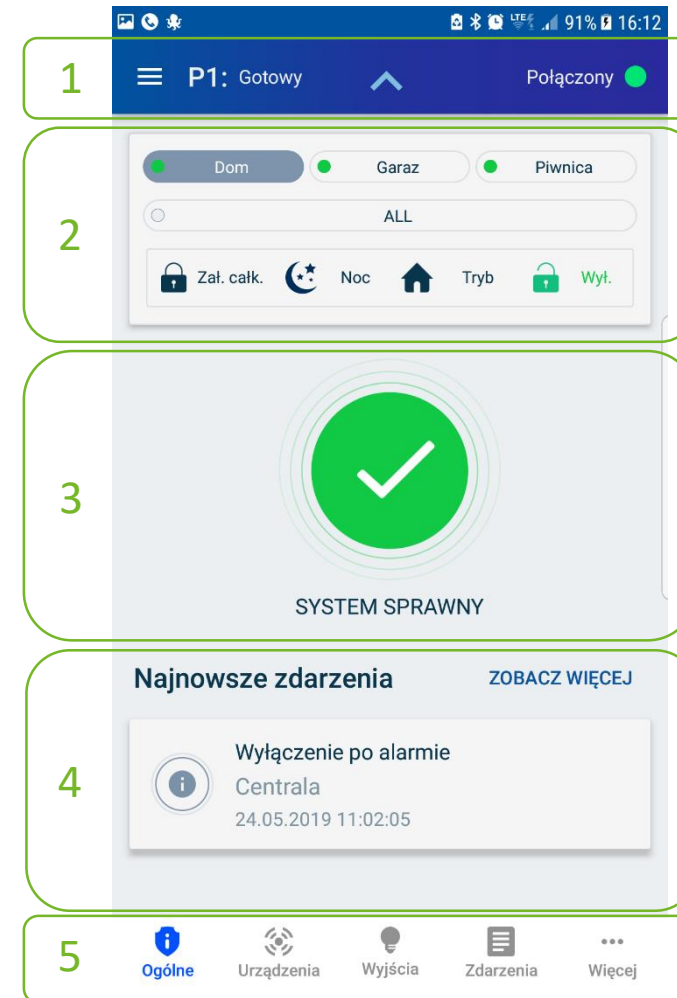 91% 16:12
1
P1: Gotowy Połączony
2
Dom Garaz Piwnica
ALL
Zał. całk. Noc Tryb Wył.
3
SYSTEM SPRAWNY
Najnowsze zdarzenia ZOBACZ WIĘCEJ
4
Wyłączenie po alarmie
Centrala
24.05.2019 11:02:05
5
Ogólne Urządzenia Wyjścia Zdarzenia Więcej